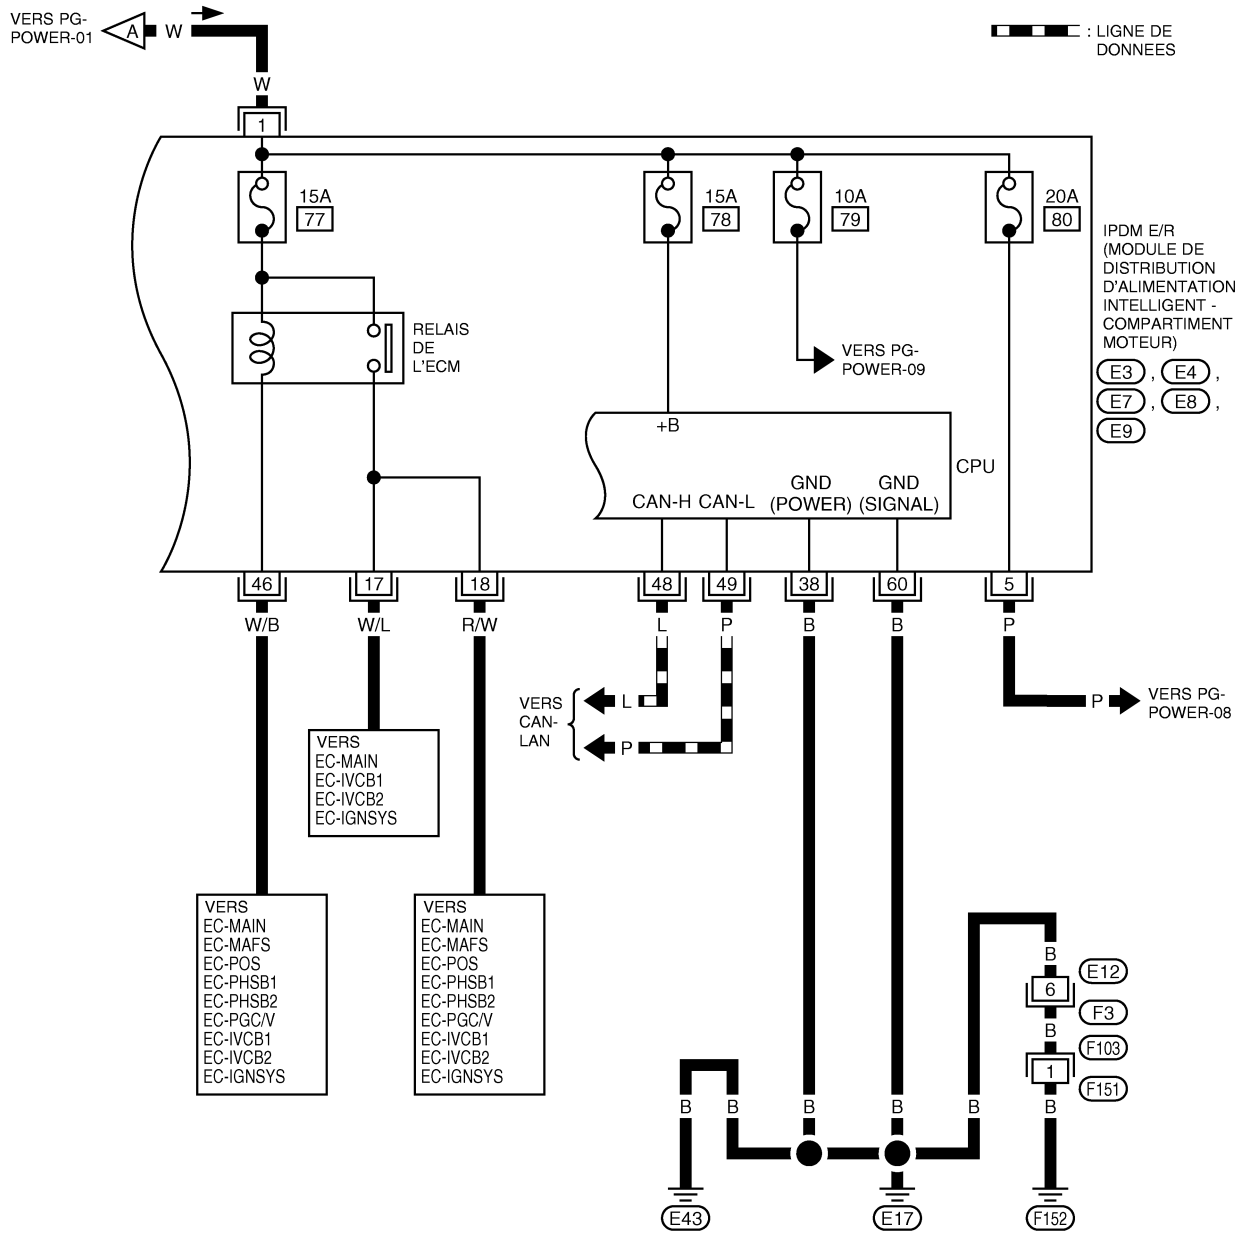 VERS PG-
POWER-01
A
W
: LIGNE DE
DONNEES
W
1
15A
77
15A
78
10A
79
20A
80
IPDM E/R
(MODULE DE
DISTRIBUTION
D'ALIMENTATION
INTELLIGENT -
COMPARTIMENT
MOTEUR)
E3 , E4 ,
E7 , E8 ,
E9
RELAIS
DE
L'ECM
VERS PG-
POWER-09
+B
CPU
CAN-H
CAN-L
GND
(POWER)
GND
(SIGNAL)
46
17
18
48
49
38
60
5
W/B
W/L
R/W
L
P
B
B
P
VERS
CAN-
LAN
L
P
P
VERS PG-
POWER-08
VERS
EC-MAIN
EC-IVCB1
EC-IVCB2
EC-IGNSYS
VERS
EC-MAIN
EC-MAFS
EC-POS
EC-PHSB1
EC-PHSB2
EC-PGC/V
EC-IVCB1
EC-IVCB2
EC-IGNSYS
VERS
EC-MAIN
EC-MAFS
EC-POS
EC-PHSB1
EC-PHSB2
EC-PGC/V
EC-IVCB1
EC-IVCB2
EC-IGNSYS
B
E12
6
F3
B
F103
1
F151
B
B
B
B
B
B
E43
E17
F152